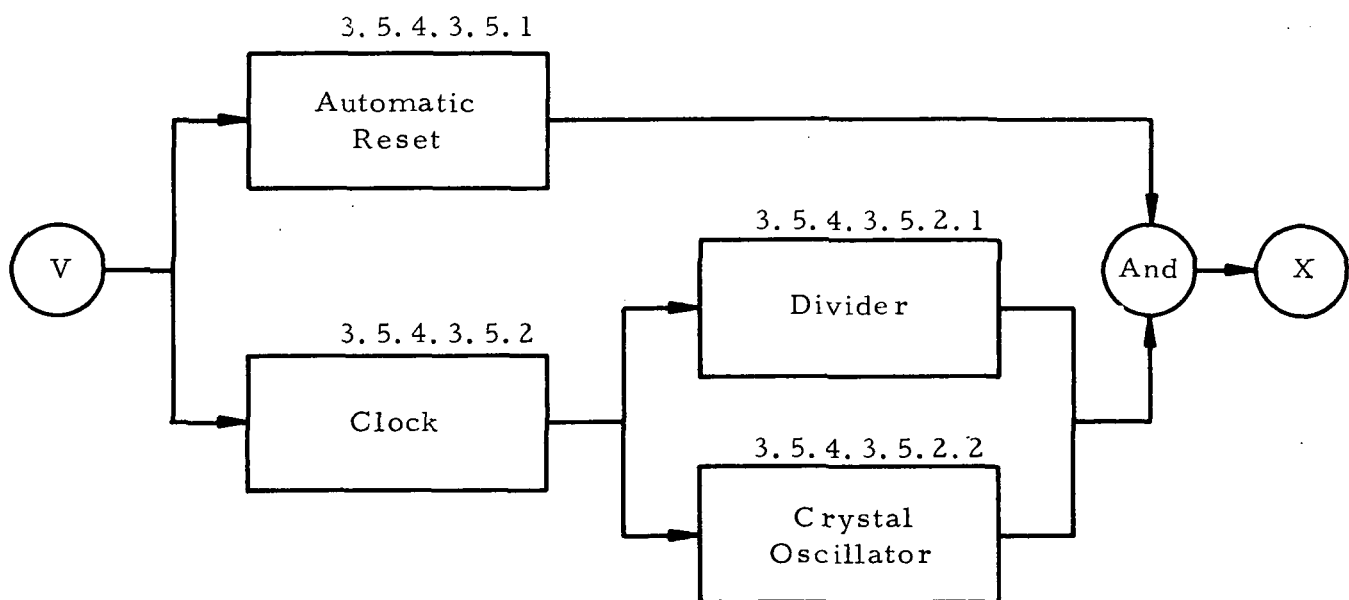 3. 5. 4. 3. 5. 1
Automatic
Reset
V
3. 5. 4. 3. 5. 2
Clock
3. 5. 4. 3. 5. 2. 1
Divider
3. 5. 4. 3. 5. 2. 2
Crystal
Oscillator
And
X